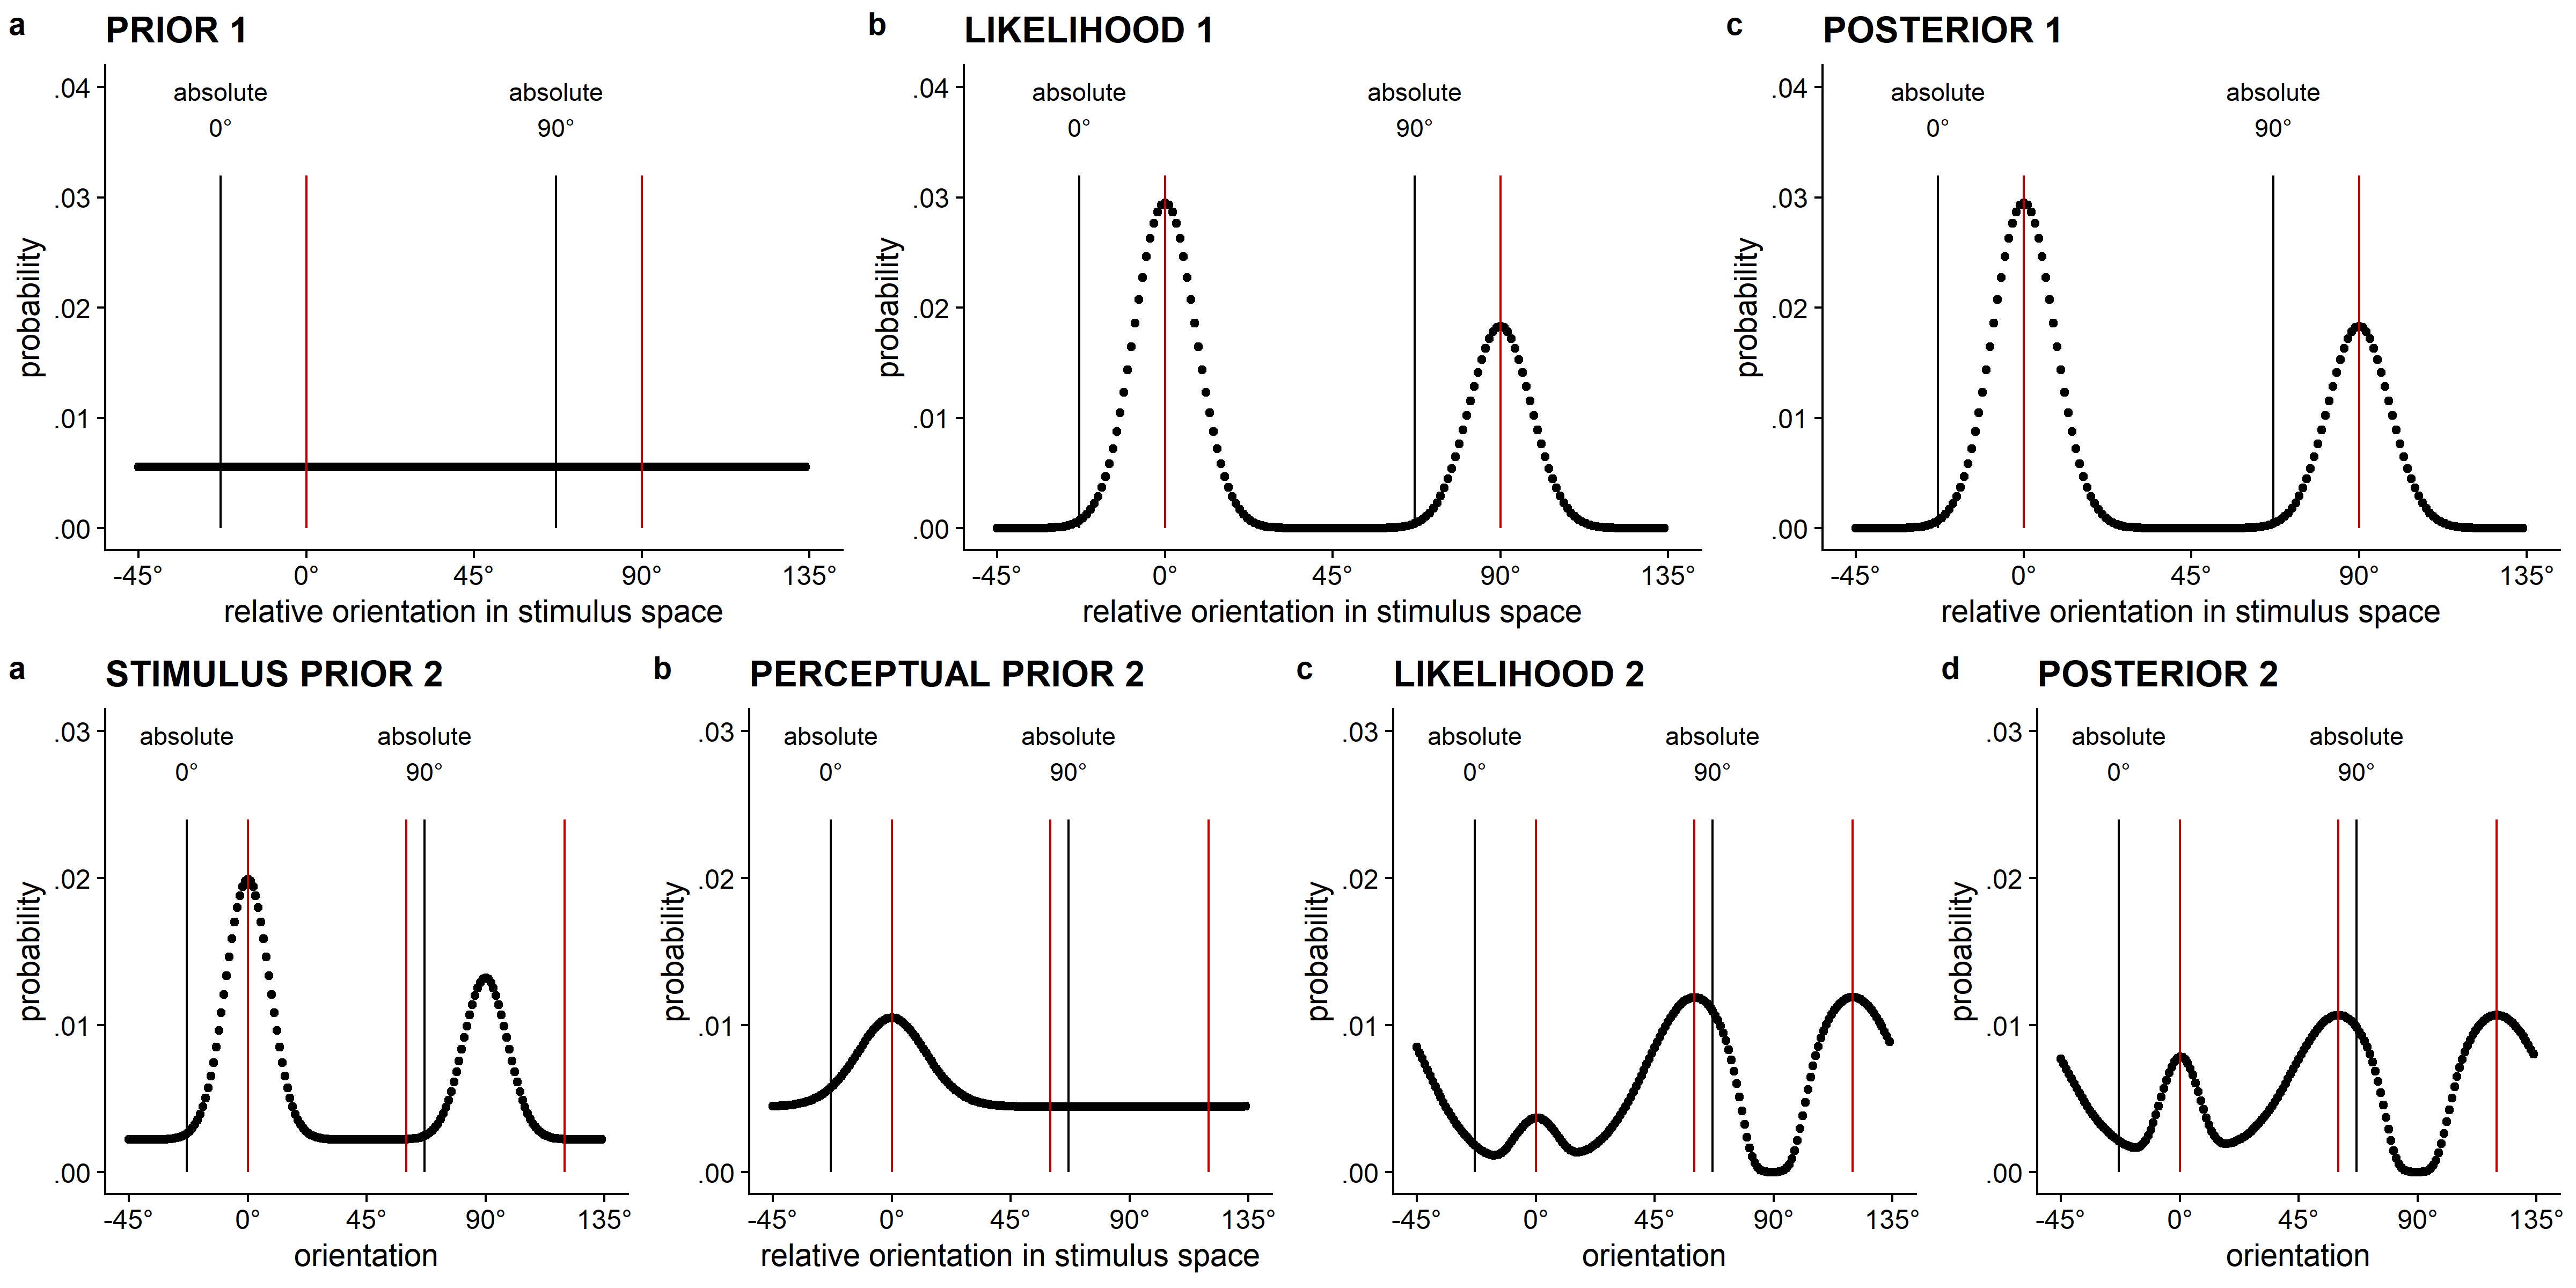 a PRIOR 1
absolute absolute
0° 90°
.04
.03
.02
.01
.00
probability
-45° 0° 45° 90° 135°
relative orientation in stimulus space
b LIKELIHOOD 1
absolute absolute
0° 90°
.04
.03
.02
.01
.00
probability
-45° 0° 45° 90° 135°
relative orientation in stimulus space
c POSTERIOR 1
absolute absolute
0° 90°
.04
.03
.02
.01
.00
probability
-45° 0° 45° 90° 135°
relative orientation in stimulus space
a STIMULUS PRIOR 2
absolute absolute
0° 90°
.03
.02
.01
.00
probability
-45° 0° 45° 90° 135°
orientation
b PERCEPTUAL PRIOR 2
absolute absolute
0° 90°
.03
.02
.01
.00
probability
-45° 0° 45° 90° 135°
relative orientation in stimulus space
c LIKELIHOOD 2
absolute absolute
0° 90°
.03
.02
.01
.00
probability
-45° 0° 45° 90° 135°
orientation
d POSTERIOR 2
absolute absolute
0° 90°
.03
.02
.01
.00
probability
-45° 0° 45° 90° 135°
orientation